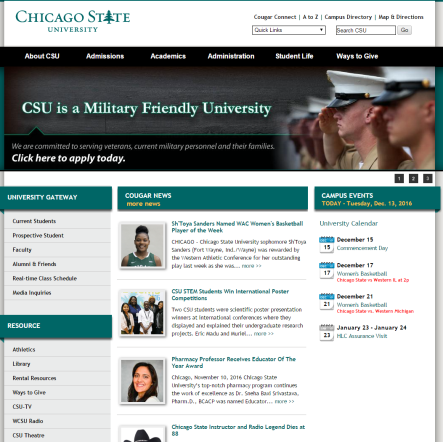 CHICAGO STATE
UNIVERSITY
Cougar Connect | A to Z | Campus Directory | Map & Directions
Quick Links
Search CSU
Go
About CSU
Admissions
Academics
Administration
Student Life
Ways to Give
CSU is a Military Friendly University
We are committed to serving veterans, current military personnel and their families.
Click here to apply today.
1 2 3
UNIVERSITY GATEWAY
Current Students
Prospective Student
Faculty
Alumni & Friends
Real-time Class Schedule
Media Inquiries
RESOURCE
Athletics
Library
Rental Resources
Ways to Give
CSU-TV
WCSU Radio
CSU Theatre
COUGAR NEWS
more news
Sh'Toya Sanders Named WAC Women's Basketball
Player of the Week
CHICAGO - Chicago State University sophomore Sh'Toya
Sanders (Fort Wayne, Ind./Wayne) was rewarded by
the Western Athletic Conference for her outstanding
play last week as she was... more >>
CSU STEM Students Win International Poster
Competitions
Two CSU students were scientific poster presentation
winners at international conferences where they
displayed and explained their undergraduate research
projects. Eric Madu and Muriel... more >>
Pharmacy Professor Receives Educator Of The
Year Award
Chicago, November 10, 2016 Chicago State
University's top-notch pharmacy program continues
the work of excellence as Dr. Sneha Baxi Srivastava,
Pharm.D., BCACP was named Educator... more >>
Chicago State Instructor and Radio Legend Dies at
88
CAMPUS EVENTS
TODAY - Tuesday, Dec. 13, 2016
University Calendar
December 15
15
Commencement Day
December 17
17
Women's Basketball
Chicago State vs. Western IL at 2p
December 21
21
Women's Basketball
Chicago State vs. Western Michigan
January 23 - January 24
23
HLC Assurance Visit